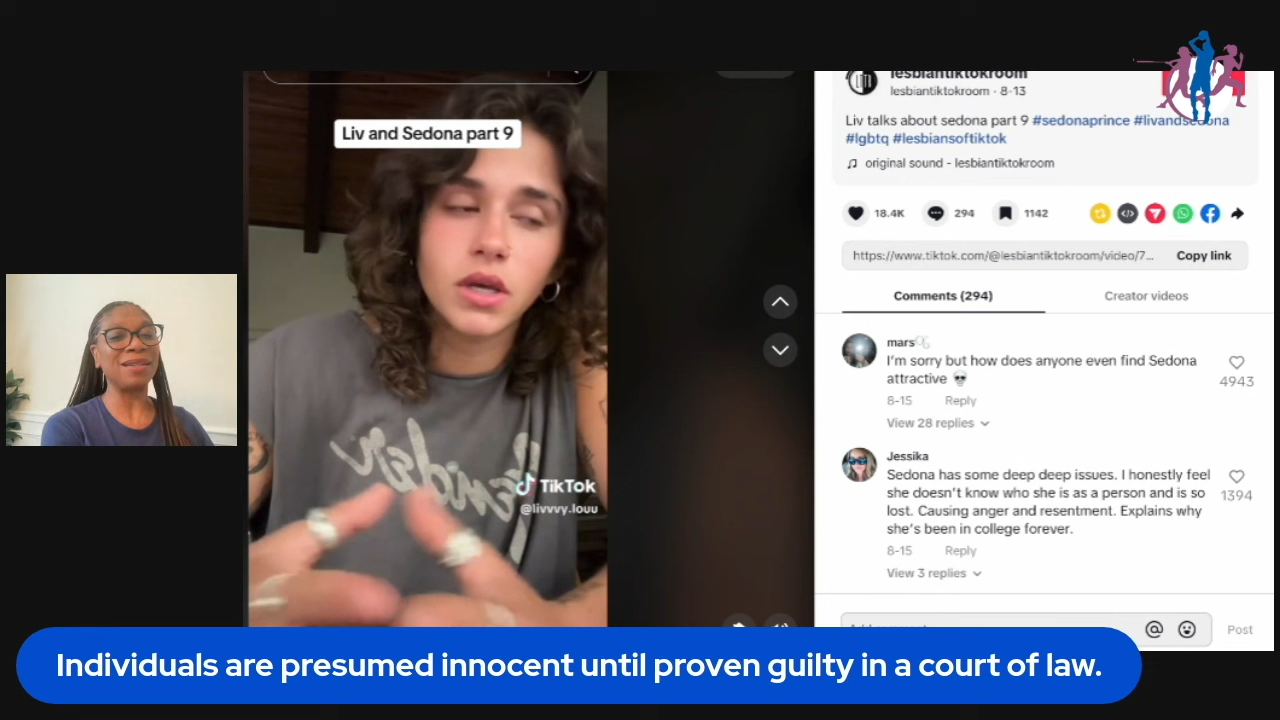 Liv and Sedona part 9
TikTok
@livvvy.louu
lesbiantiktokroom
lesbiantiktokroom · 8-13
Liv talks about sedona part 9 #sedonaprince #livandsedona
#lgbtq #lesbiansoftiktok
original sound - lesbiantiktokroom
18.4K
294
1142
https://www.tiktok.com/@lesbiantiktokroom/video/7...
Copy link
Comments (294)
Creator videos
mars
I'm sorry but how does anyone even find Sedona
attractive 💀
4943
8-15 Reply
View 28 replies
Jessika
Sedona has some deep deep issues. I honestly feel
she doesn't know who she is as a person and is so
lost. Causing anger and resentment. Explains why
she's been in college forever.
1394
8-15 Reply
View 3 replies
Post
Individuals are presumed innocent until proven guilty in a court of law.